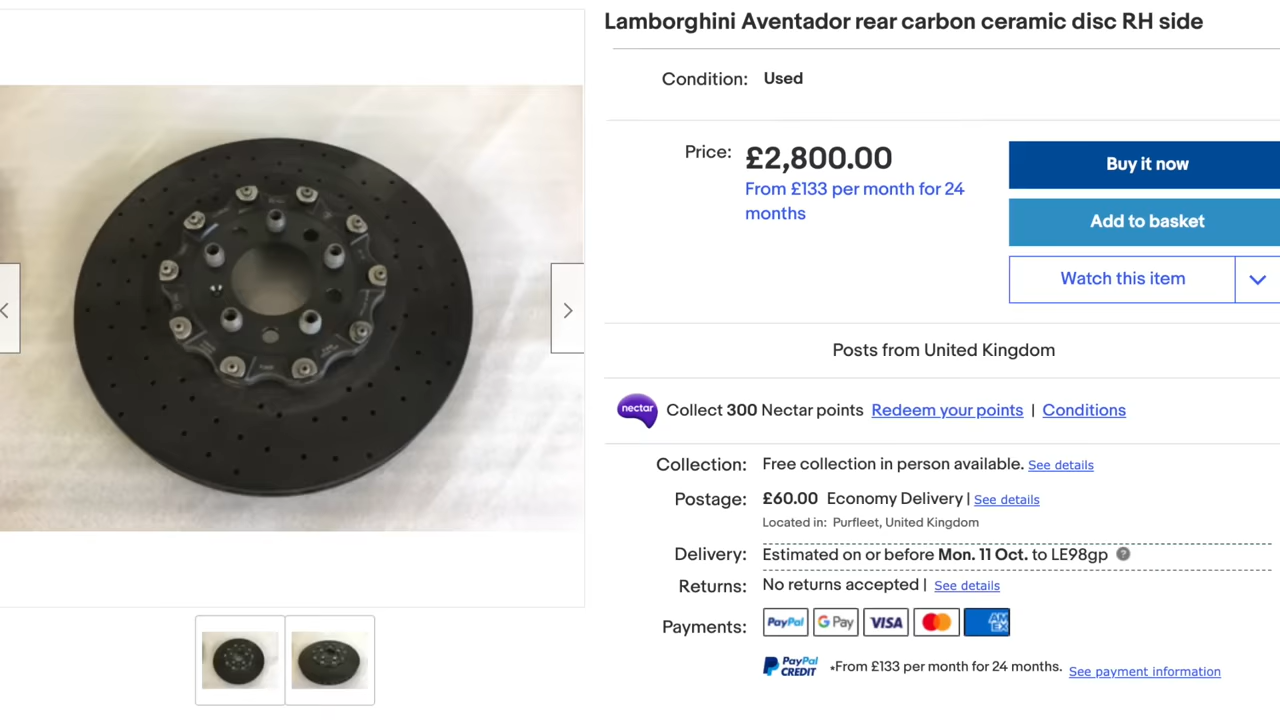 Lamborghini Aventador rear carbon ceramic disc RH side
Condition: Used
Price: £2,800.00
From £133 per month for 24
months
Buy it now
Add to basket
Watch this item
Posts from United Kingdom
nectar Collect 300 Nectar points Redeem your points | Conditions
Collection: Free collection in person available. See details
Postage: £60.00 Economy Delivery | See details
Located in: Purfleet, United Kingdom
Delivery: Estimated on or before Mon. 11 Oct. to LE98gp ?
Returns: No returns accepted | See details
Payments: PayPal G Pay VISA AM EX
PayPal CREDIT *From £133 per month for 24 months. See payment information